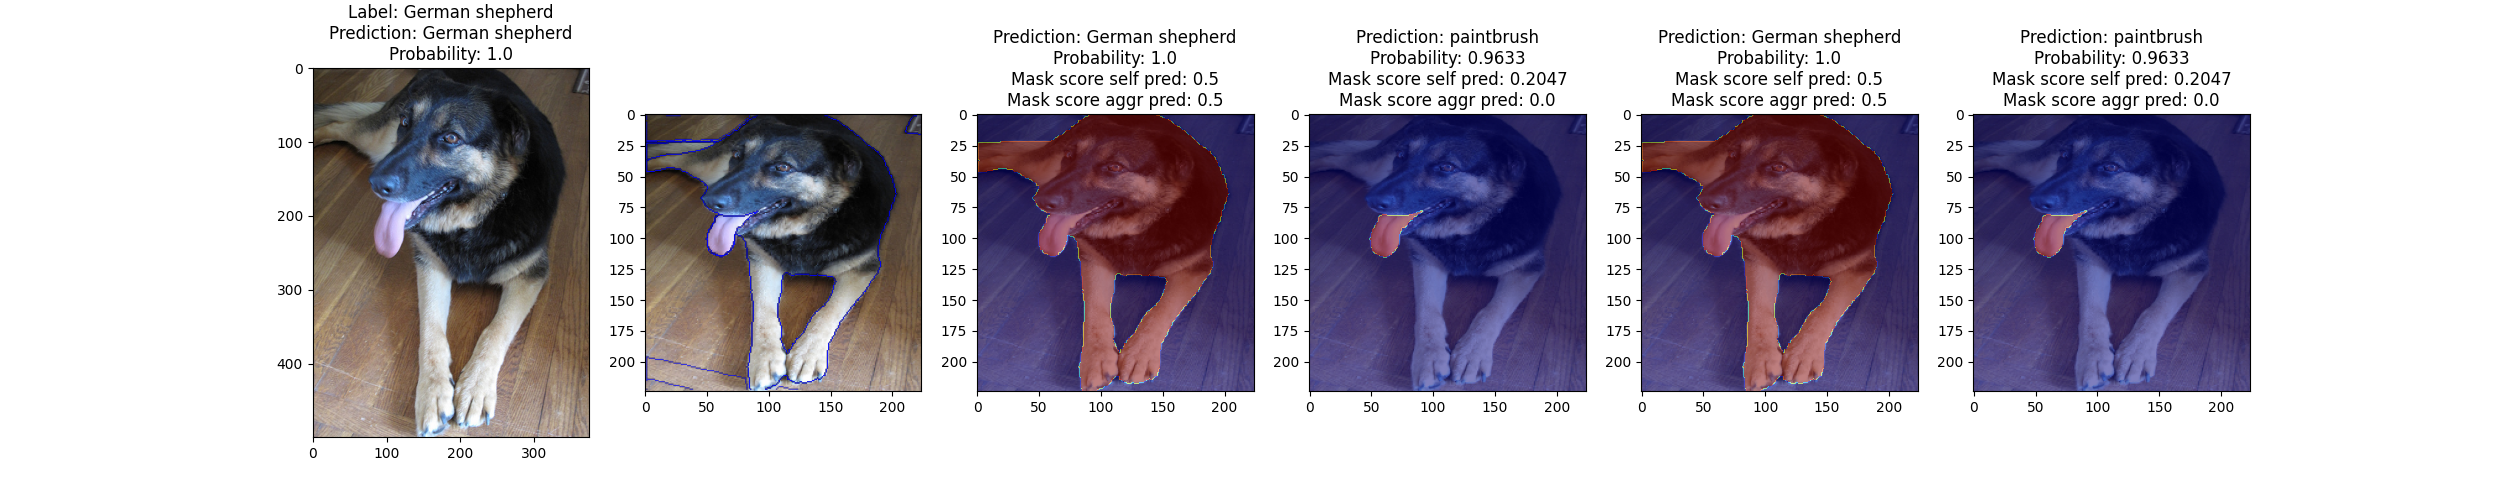 Label: German shepherd
Prediction: German shepherd
Probability: 1.0
0
100
200
300
400
0 100 200 300
0
25
50
75
100
125
150
175
200
0 50 100 150 200
Prediction: German shepherd
Probability: 1.0
Mask score self pred: 0.5
Mask score aggr pred: 0.5
0
25
50
75
100
125
150
175
200
0 50 100 150 200
Prediction: paintbrush
Probability: 0.9633
Mask score self pred: 0.2047
Mask score aggr pred: 0.0
0
25
50
75
100
125
150
175
200
0 50 100 150 200
Prediction: German shepherd
Probability: 1.0
Mask score self pred: 0.5
Mask score aggr pred: 0.5
0
25
50
75
100
125
150
175
200
0 50 100 150 200
Prediction: paintbrush
Probability: 0.9633
Mask score self pred: 0.2047
Mask score aggr pred: 0.0
0
25
50
75
100
125
150
175
200
0 50 100 150 200